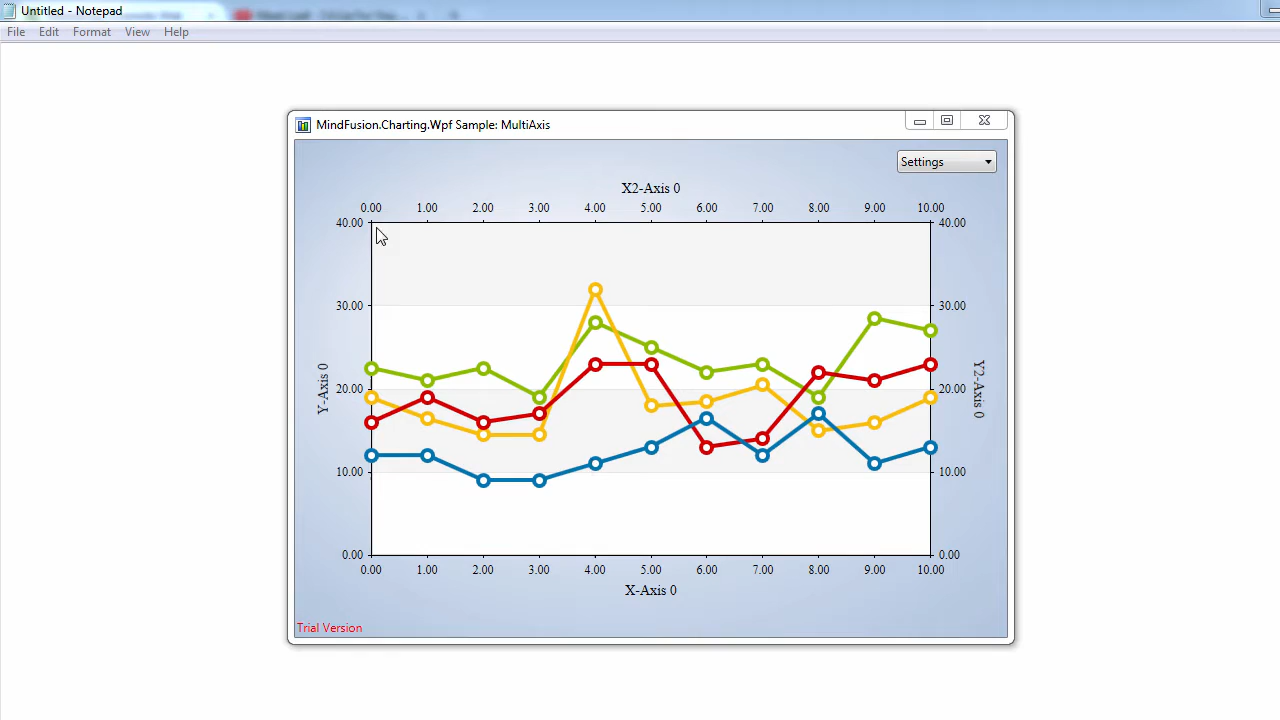 Untitled - Notepad
File Edit Format View Help
MindFusion.Charting.Wpf Sample: MultiAxis
Settings
X2-Axis 0
0.00 1.00 2.00 3.00 4.00 5.00 6.00 7.00 8.00 9.00 10.00
40.00 40.00
30.00 30.00
Y-Axis 0
Y2-Axis 0
20.00 20.00
10.00 10.00
0.00 0.00
0.00 1.00 2.00 3.00 4.00 5.00 6.00 7.00 8.00 9.00 10.00
X-Axis 0
Trial Version